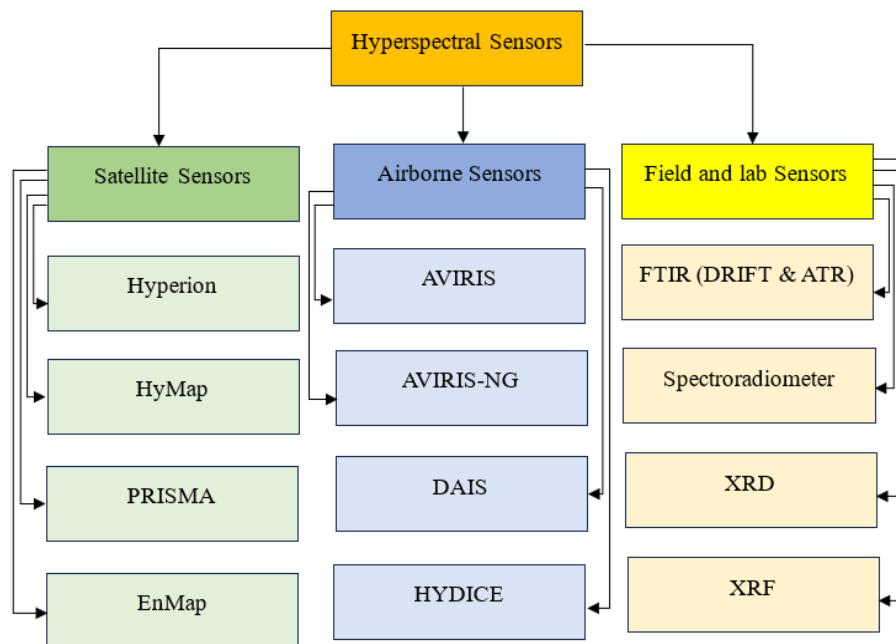 Hyperspectral Sensors
Satellite Sensors
Airborne Sensors
Field and lab Sensors
Hyperion
AVIRIS
FTIR (DRIFT & ATR)
HyMap
AVIRIS-NG
Spectroradiometer
PRISMA
DAIS
XRD
EnMap
HYDICE
XRF